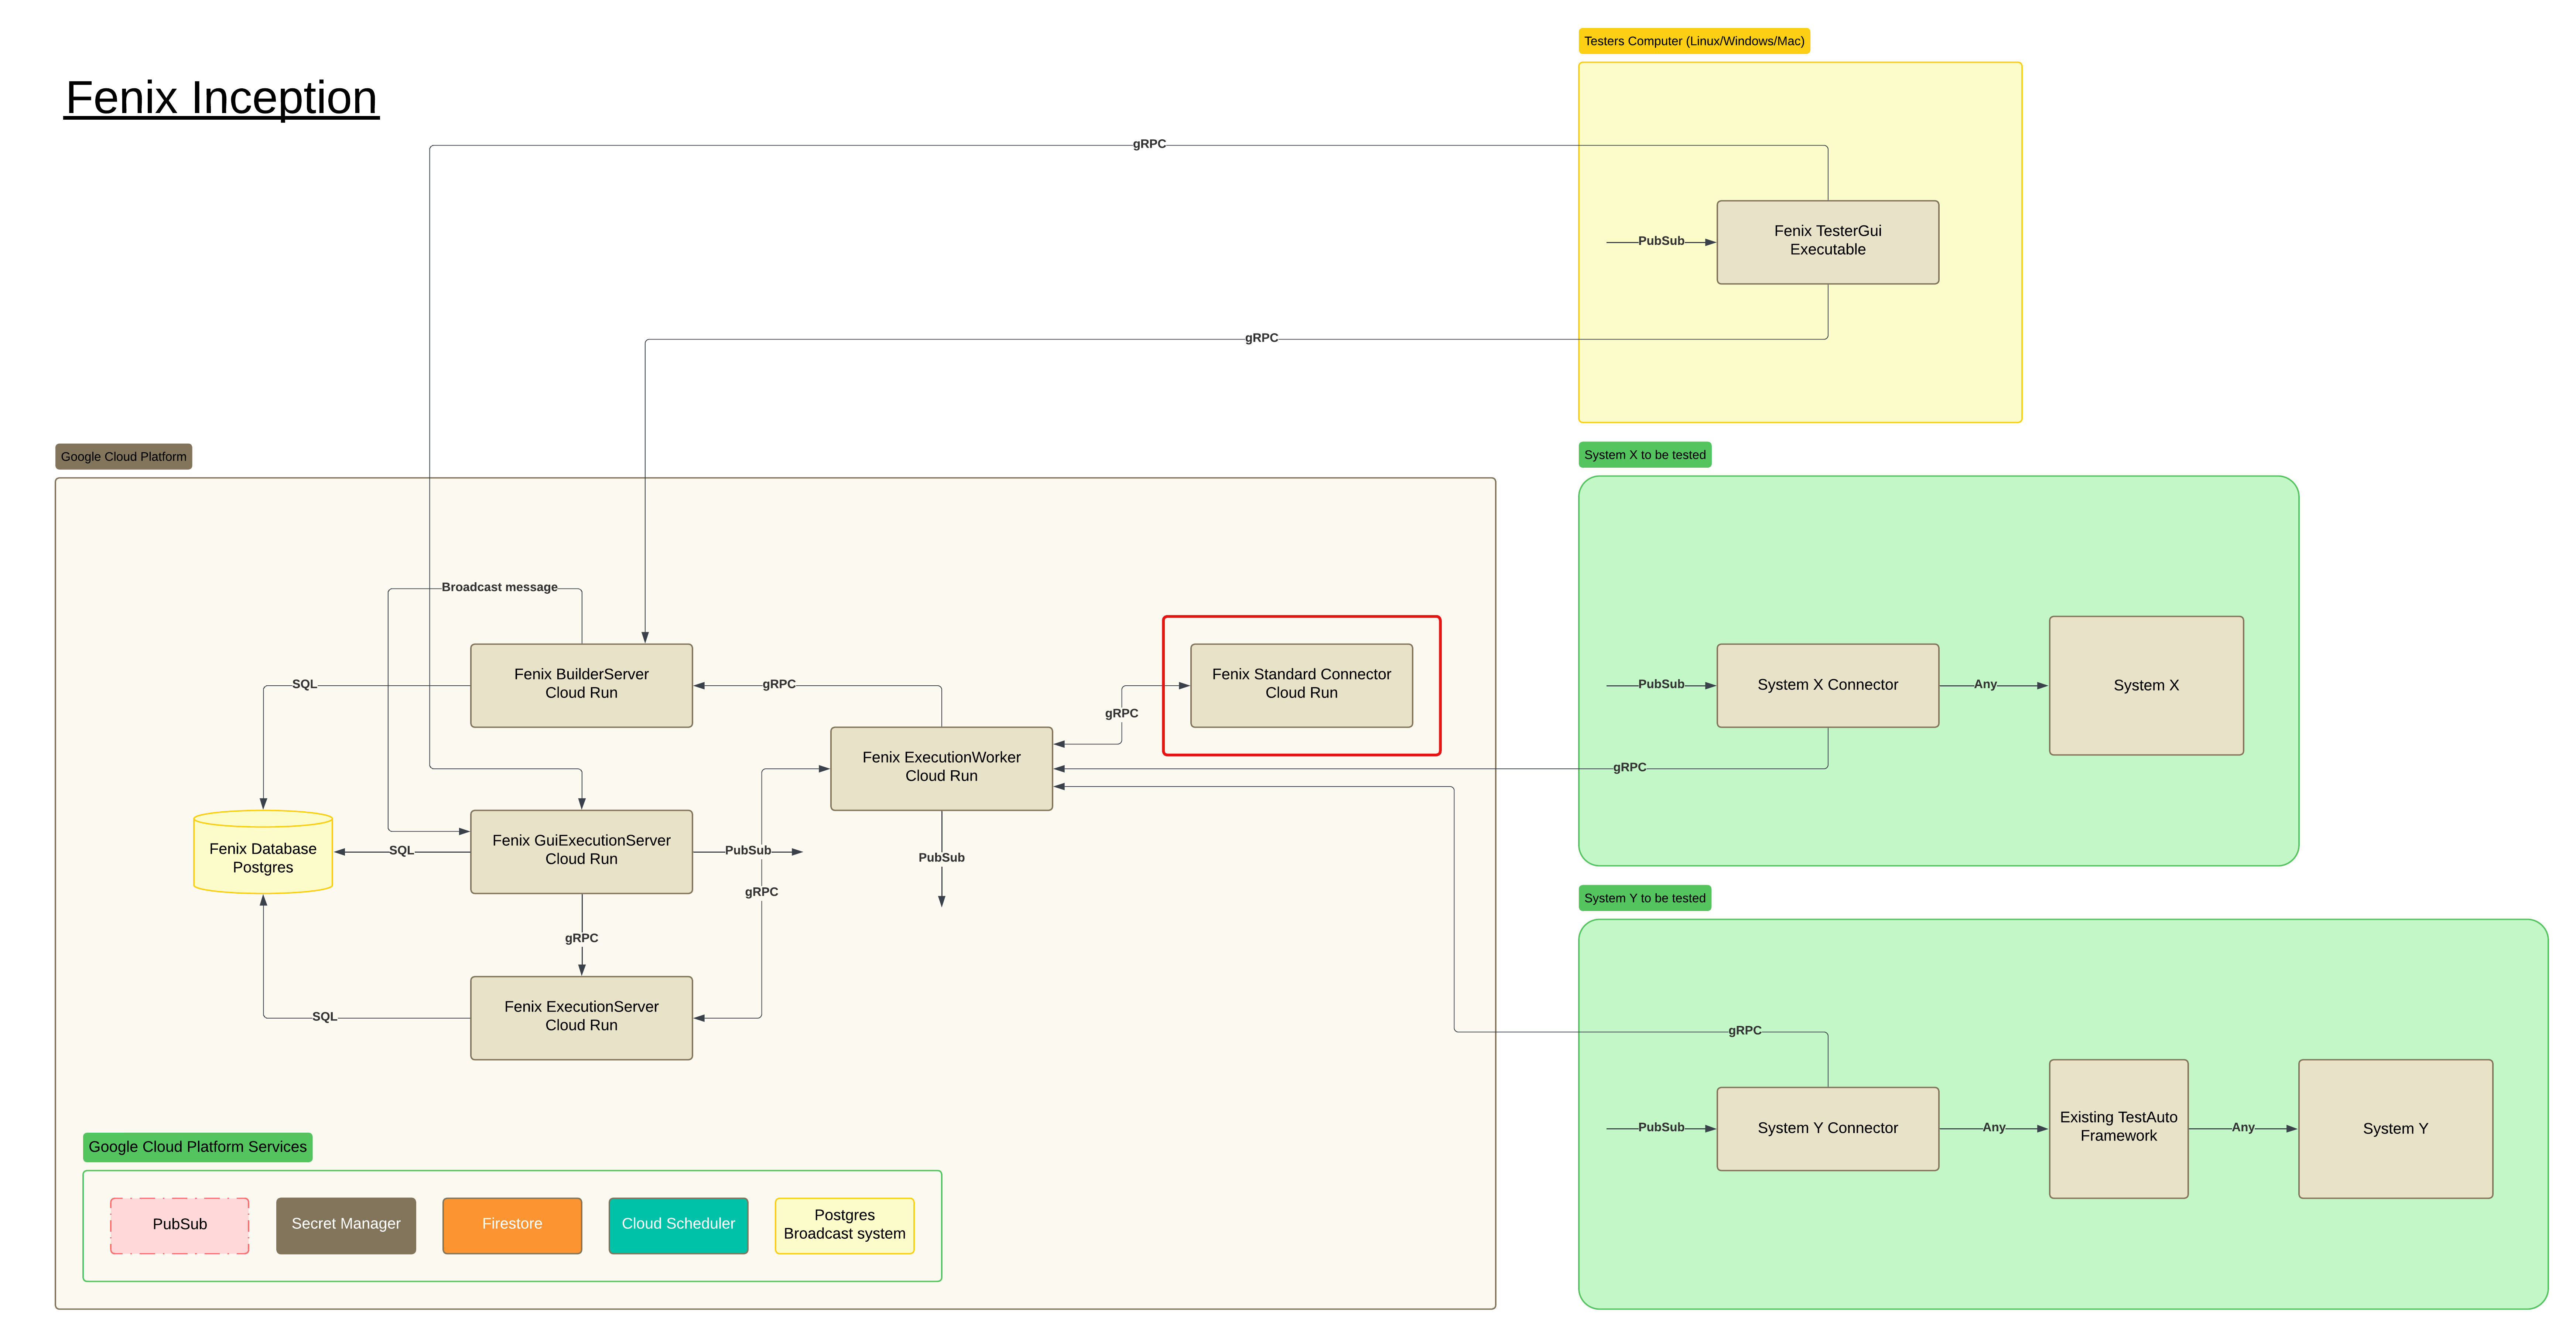 Testers Computer (Linux/Windows/Mac)
Fenix Inception
gRPC
PubSub
Fenix TesterGui
Executable
gRPC
Google Cloud Platform
Broadcast message
Fenix BuilderServer
Cloud Run
SQL
gRPC
Fenix Standard Connector
Cloud Run
gRPC
Fenix ExecutionWorker
Cloud Run
Fenix Database
Postgres
SQL
Fenix GuiExecutionServer
Cloud Run
PubSub
PubSub
gRPC
gRPC
Fenix ExecutionServer
Cloud Run
SQL
System X to be tested
PubSub
System X Connector
Any
System X
gRPC
System Y to be tested
gRPC
PubSub
System Y Connector
Any
Existing TestAuto
Framework
Any
System Y
Google Cloud Platform Services
PubSub
Secret Manager
Firestore
Cloud Scheduler
Postgres
Broadcast system